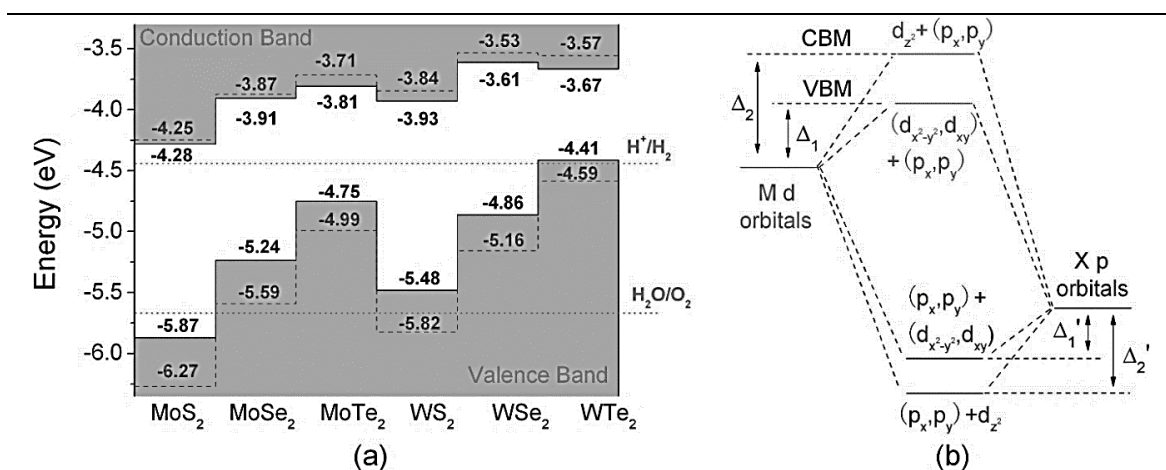 Conduction Band
Energy (eV)
-3.5
-4.0
-4.5
-5.0
-5.5
-6.0
-4.25
-4.28
-3.87
-3.91
-3.71
-3.81
-3.84
-3.93
-3.53
-3.61
-3.57
-3.67
H⁺/H₂
-4.41
-4.59
-4.75
-4.99
-4.86
-5.16
-5.24
-5.59
-5.48
-5.82
H₂O/O₂
-5.87
-6.27
Valence Band
MoS₂ MoSe₂ MoTe₂ WS₂ WSe₂ WTe₂
(a)
CBM
d_z² + (pₓ,p_y)
VBM
Δ₂
Δ₁
(d_x²-y²,d_xy)
+ (pₓ,p_y)
M d
orbitals
X p
orbitals
(pₓ,p_y) +
(d_x²-y²,d_xy)
Δ₁'
Δ₂'
(pₓ,p_y) +d_z²
(b)